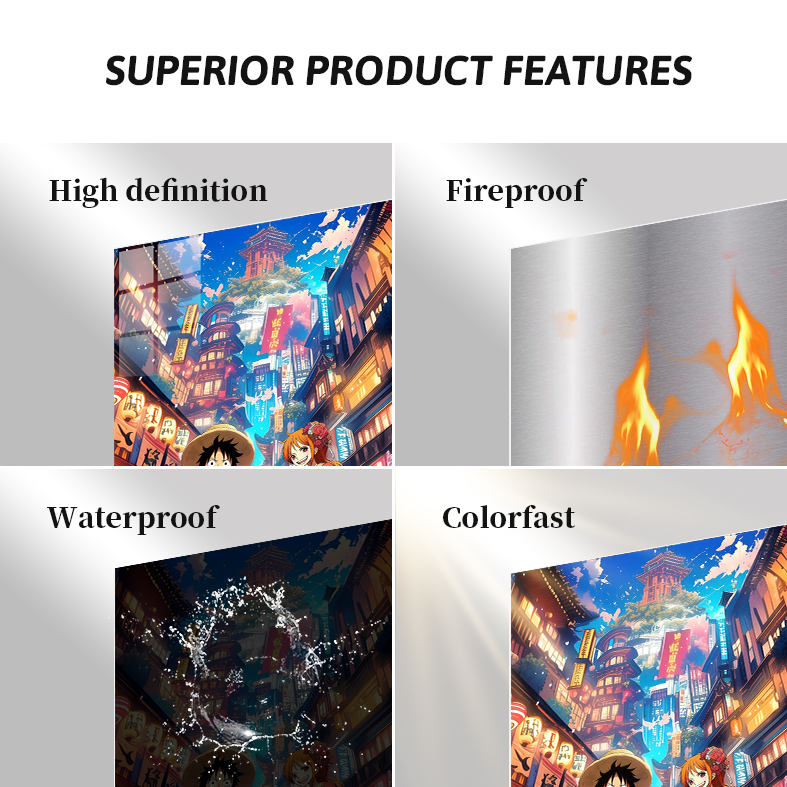 SUPERIOR PRODUCT FEATURES
High definition
Fireproof
Waterproof
Colorfast